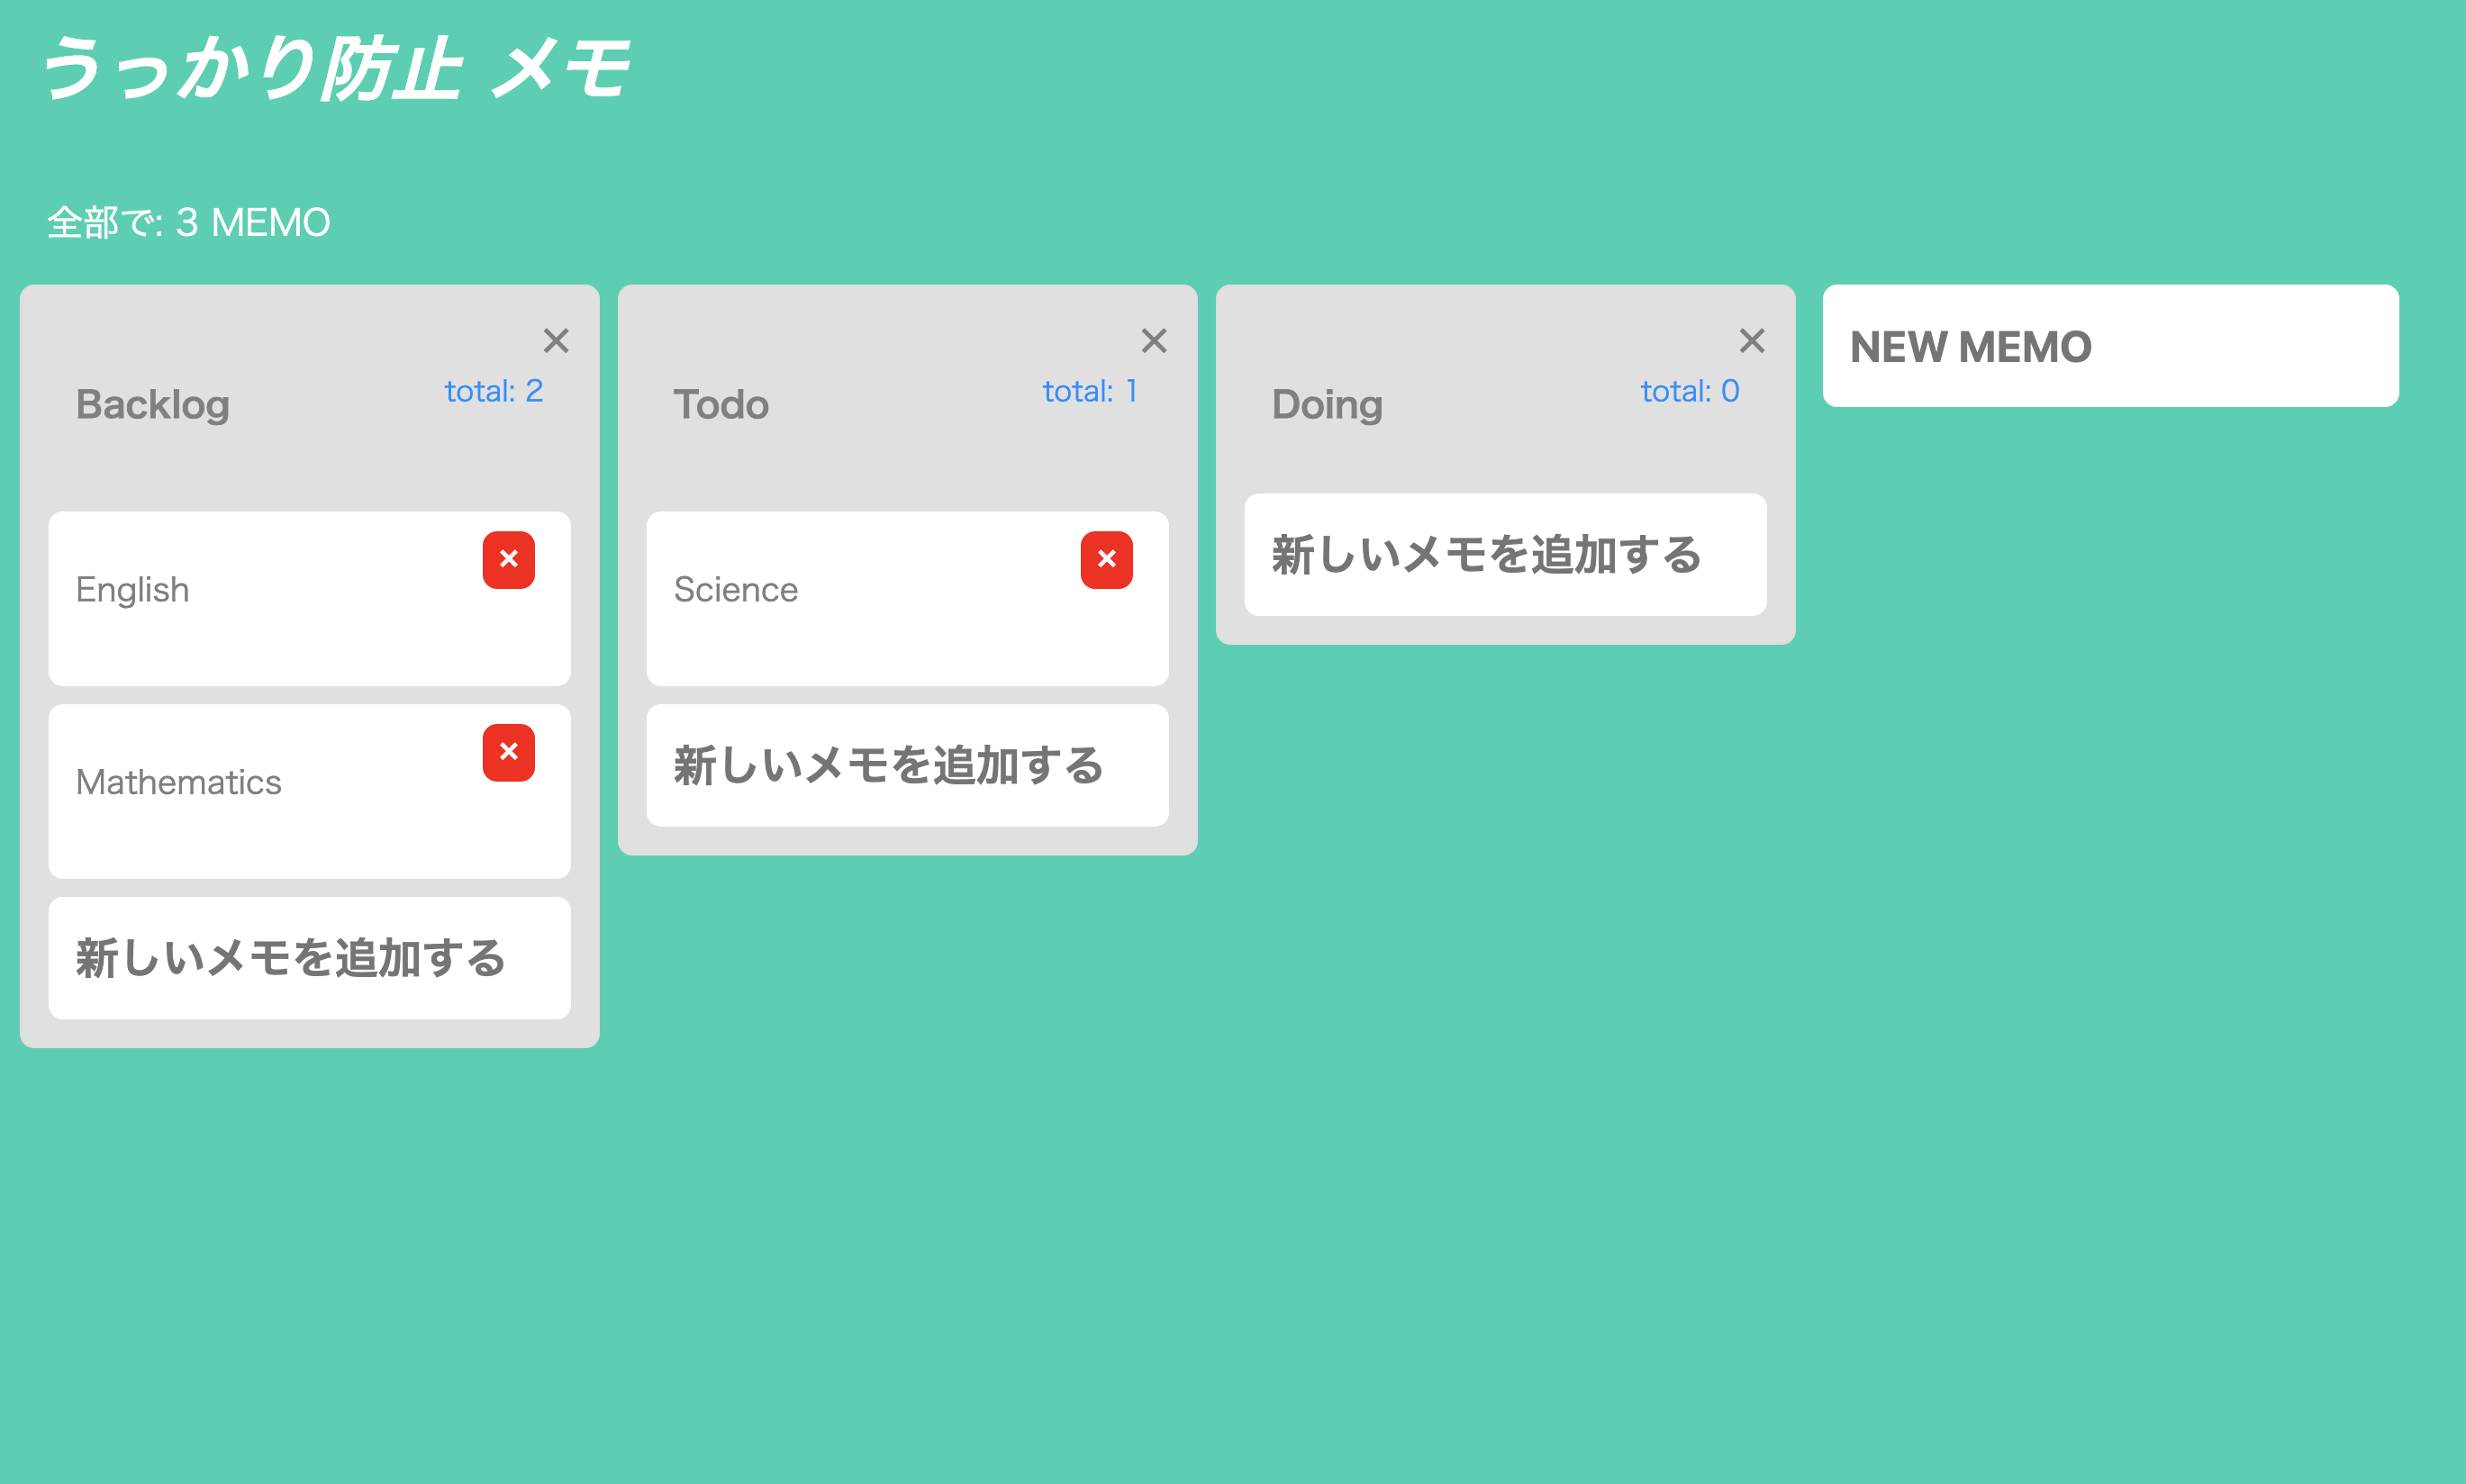 うっかり防止 メモ
全部で: 3 MEMO
×
Backlog
total: 2
English
×
Mathematics
×
新しいメモを追加する
×
Todo
total: 1
Science
×
新しいメモを追加する
×
Doing
total: 0
新しいメモを追加する
NEW MEMO